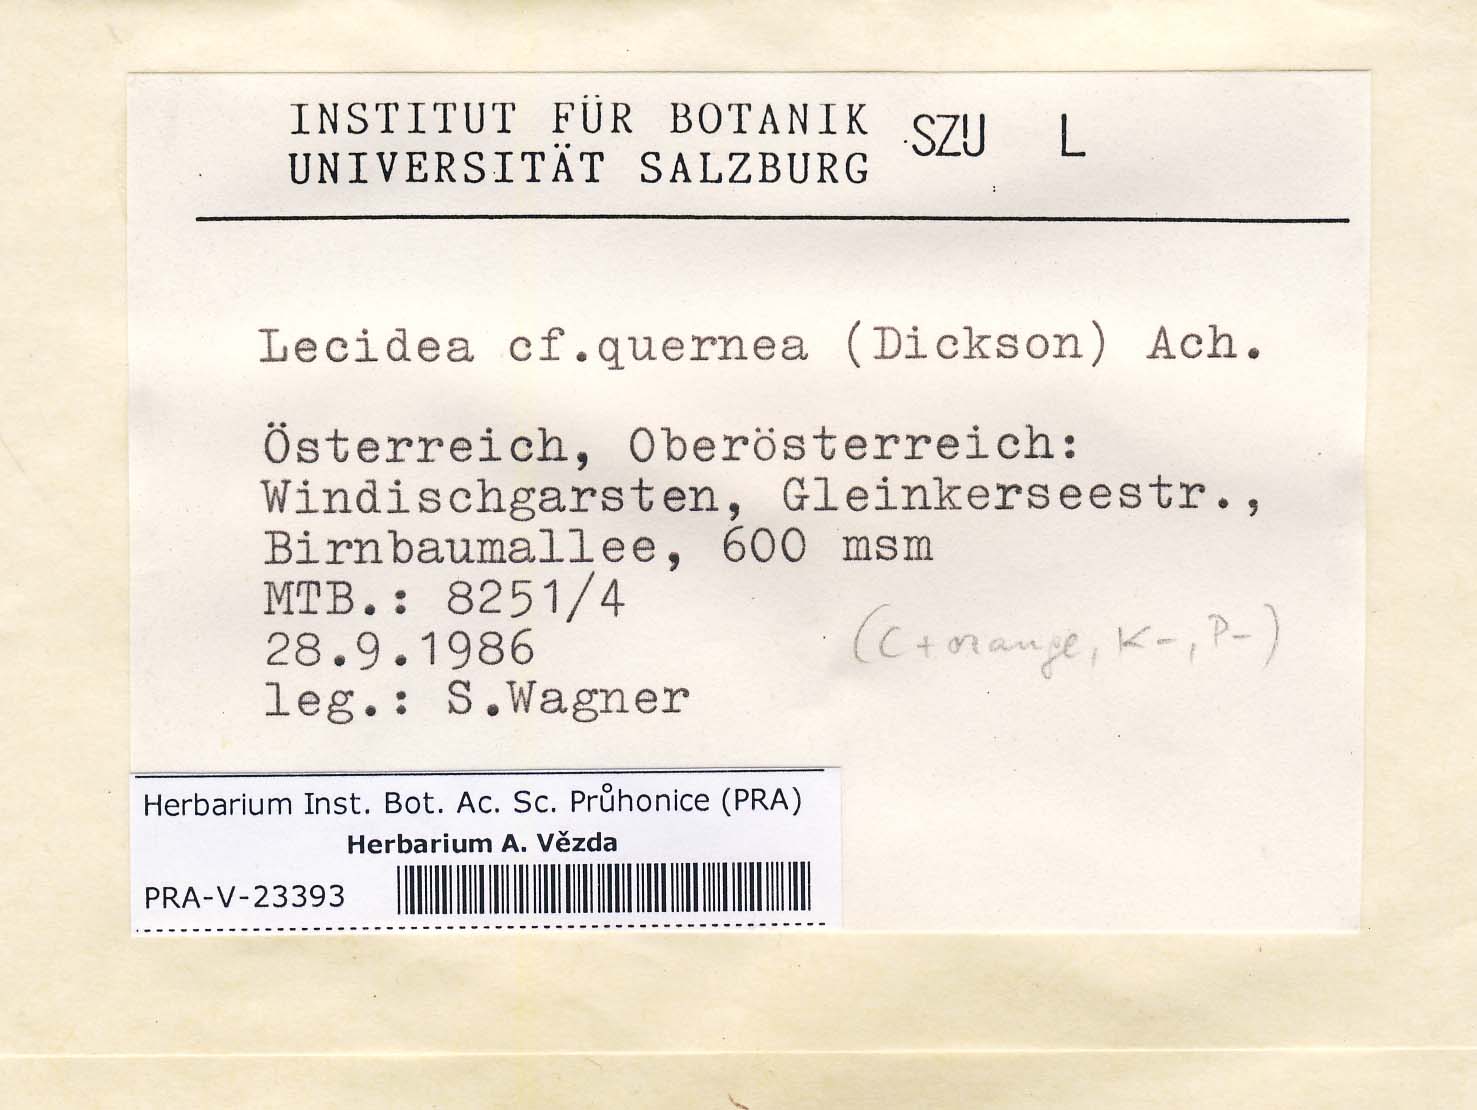 INSTITUT FÜR BOTANIK SZU L
UNIVERSITÄT SALZBURG
Lecidea cf.quernea (Dickson) Ach.
Österreich, Oberösterreich:
Windischgarsten, Gleinkerseestr.,
Birnbaumallee, 600 msm
MTB.: 8251/4
28.9.1986 (C+orange, K-, P-)
leg.: S.Wagner
Herbarium Inst. Bot. Ac. Sc. Průhonice (PRA)
Herbarium A. Vězda
PRA-V-23393